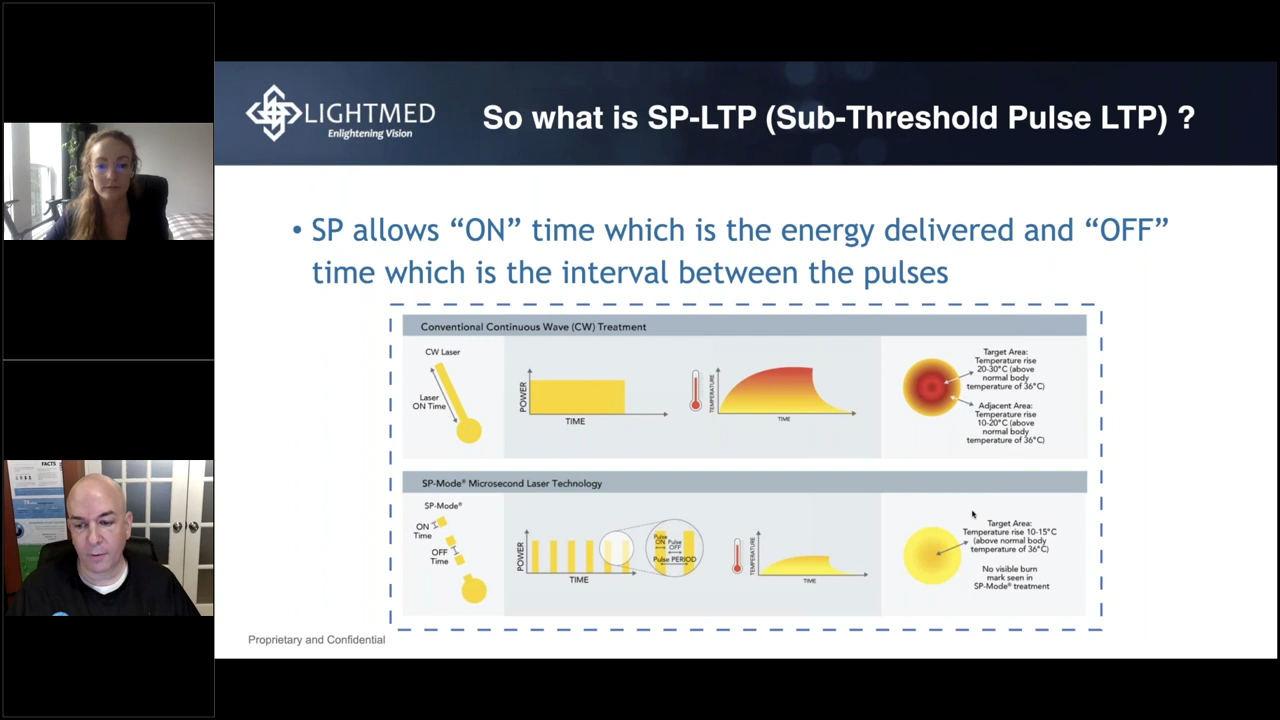 LIGHTMED
Enlightening Vision
So what is SP-LTP (Sub-Threshold Pulse LTP) ?
• SP allows “ON” time which is the energy delivered and “OFF”
time which is the interval between the pulses
Conventional Continuous Wave (CW) Treatment
CW Laser
Laser
ON Time
POWER
TIME
TEMPERATURE
TIME
Target Area:
Temperature rise
20-30°C (above
normal body
temperature of 36°C)
Adjacent Area:
Temperature rise
10-20°C (above
normal body
temperature of 36°C)
SP-Mode® Microsecond Laser Technology
SP-Mode®
ON
Time
OFF
Time
POWER
TIME
Pulse
ON
Pulse
OFF
Pulse PERIOD
TEMPERATURE
TIME
Target Area:
Temperature rise 10-15°C
(above normal body
temperature of 36°C)
No visible burn
mark seen in
SP-Mode® treatment
Proprietary and Confidential
FACTS